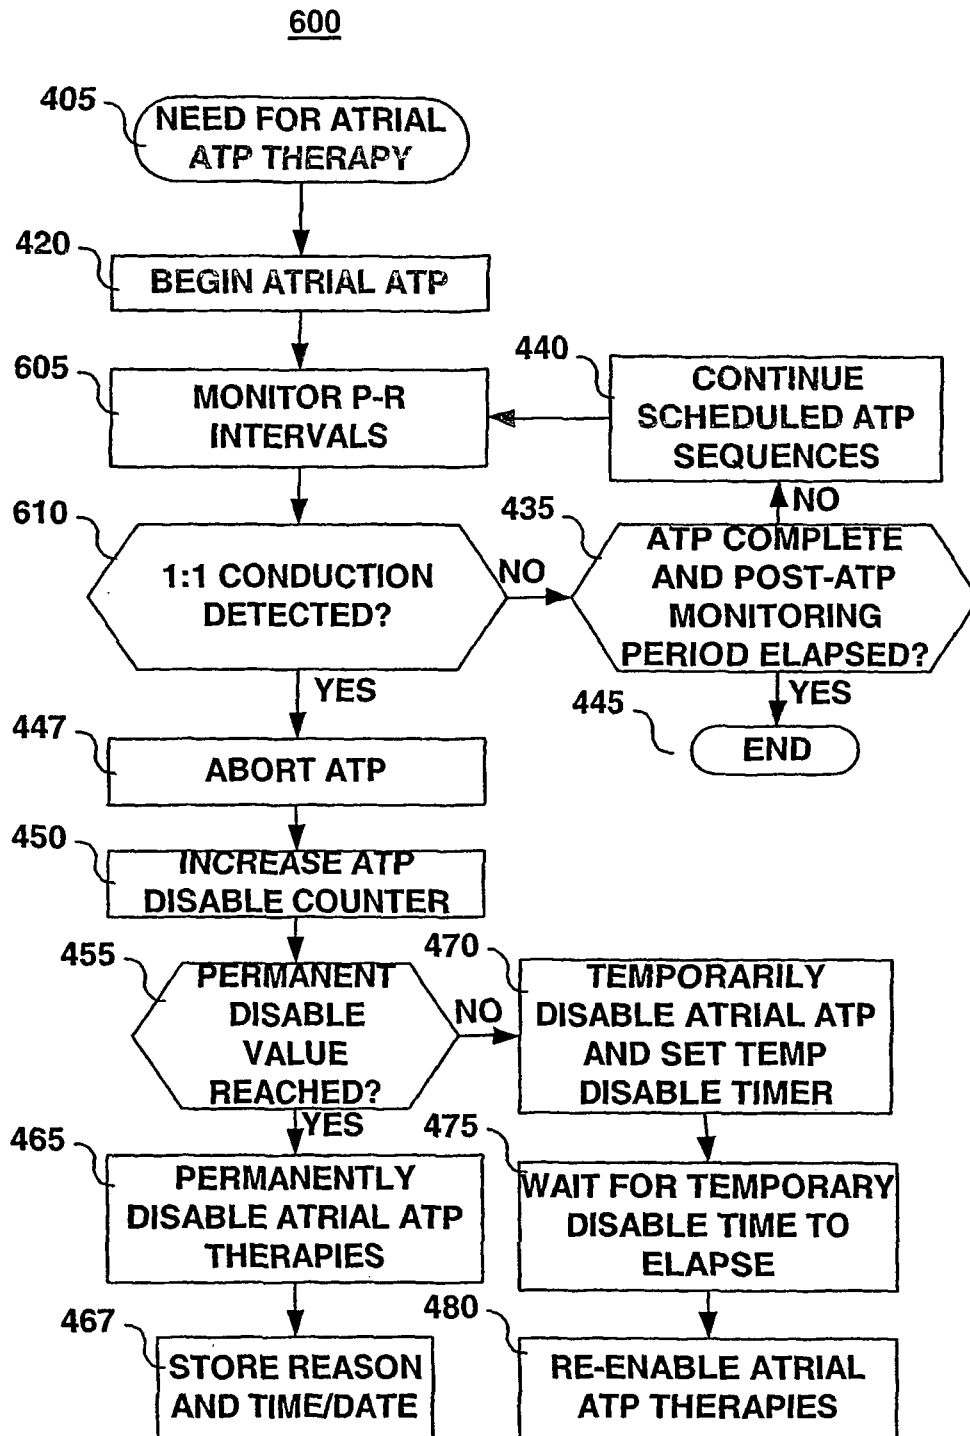 600
405
NEED FOR ATRIAL
ATP THERAPY
420
BEGIN ATRIAL ATP
605
MONITOR P-R
INTERVALS
440
CONTINUE
SCHEDULED ATP
SEQUENCES
610
1:1 CONDUCTION
DETECTED?
NO
435
ATP COMPLETE
AND POST-ATP
MONITORING
PERIOD ELAPSED?
NO
YES
445
END
YES
447
ABORT ATP
450
INCREASE ATP
DISABLE COUNTER
455
PERMANENT
DISABLE
VALUE
REACHED?
NO
470
TEMPORARILY
DISABLE ATRIAL ATP
AND SET TEMP
DISABLE TIMER
YES
465
PERMANENTLY
DISABLE ATRIAL ATP
THERAPIES
475
WAIT FOR TEMPORARY
DISABLE TIME TO
ELAPSE
467
STORE REASON
AND TIME/DATE
480
RE-ENABLE ATRIAL
ATP THERAPIES